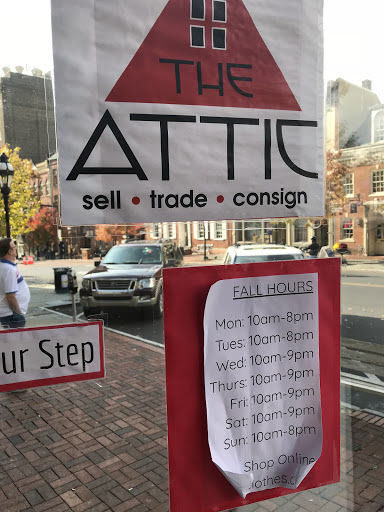 THE
ATTIC
sell • trade • consign
ur Step
FALL HOURS
Mon: 10am-8pm
Tues: 10am-8pm
Wed: 10am-9pm
Thurs: 10am-9pm
Fri: 10am-9pm
Sat: 10am-9pm
Sun: 10am-8pm
Shop Online
lothes.c